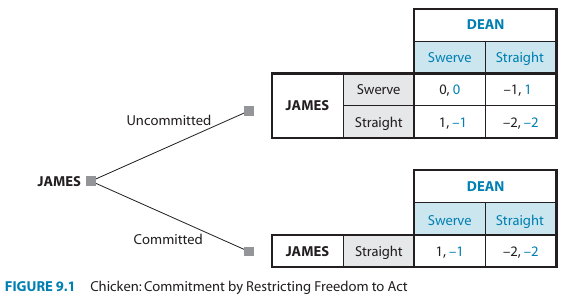 DEAN
Swerve Straight
JAMES Swerve 0, 0 –1, 1
Straight 1, –1 –2, –2
Uncommitted
JAMES
Committed
DEAN
Swerve Straight
JAMES Straight 1, –1 –2, –2
FIGURE 9.1 Chicken: Commitment by Restricting Freedom to Act